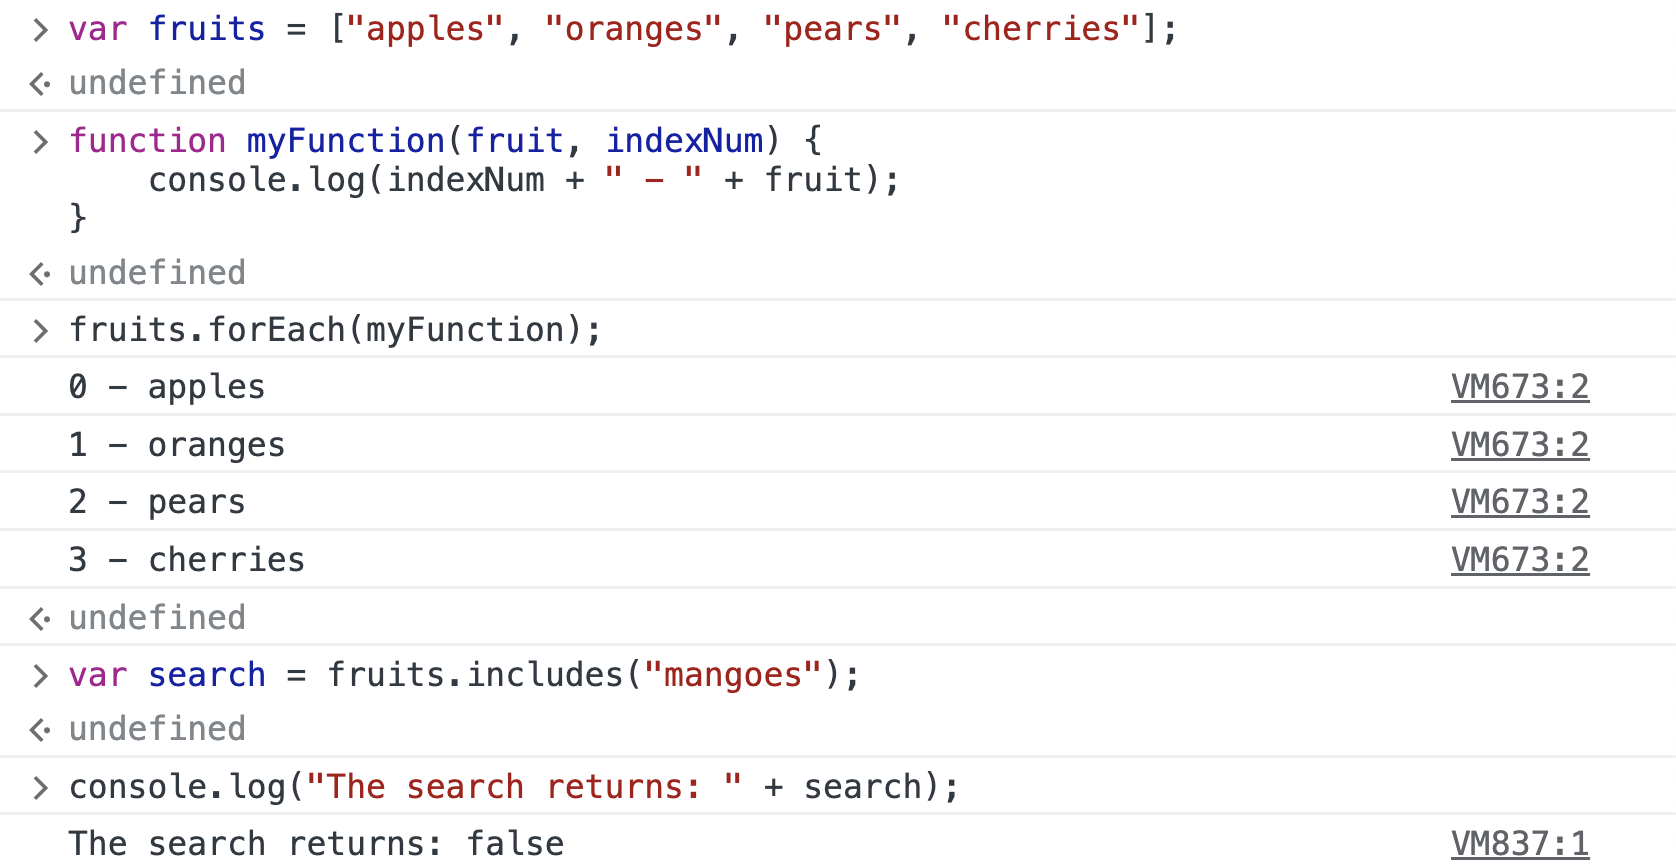 > var fruits = ["apples", "oranges", "pears", "cherries"];
undefined
> function myFunction(fruit, indexNum) {
    console.log(indexNum + " – " + fruit);
}
undefined
> fruits.forEach(myFunction);
0 – apples VM673:2
1 – oranges VM673:2
2 – pears VM673:2
3 – cherries VM673:2
undefined
> var search = fruits.includes("mangoes");
undefined
> console.log("The search returns: " + search);
The search returns: false VM837:1